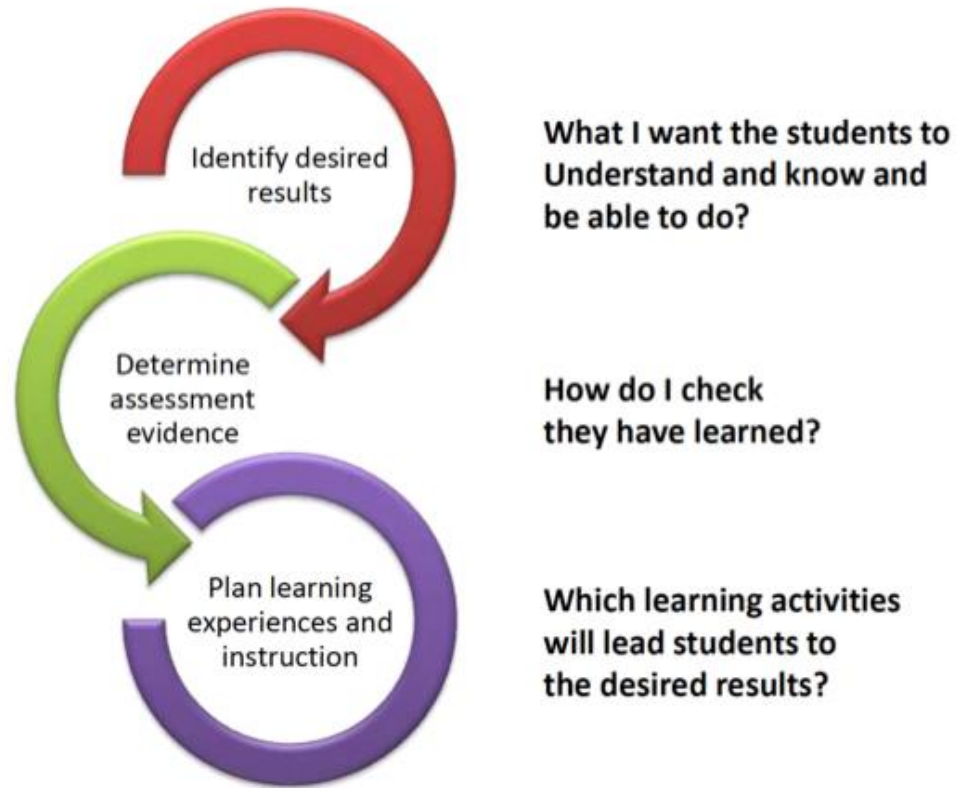 Identify desired
results
What I want the students to
Understand and know and
be able to do?
Determine
assessment
evidence
How do I check
they have learned?
Plan learning
experiences and
instruction
Which learning activities
will lead students to
the desired results?